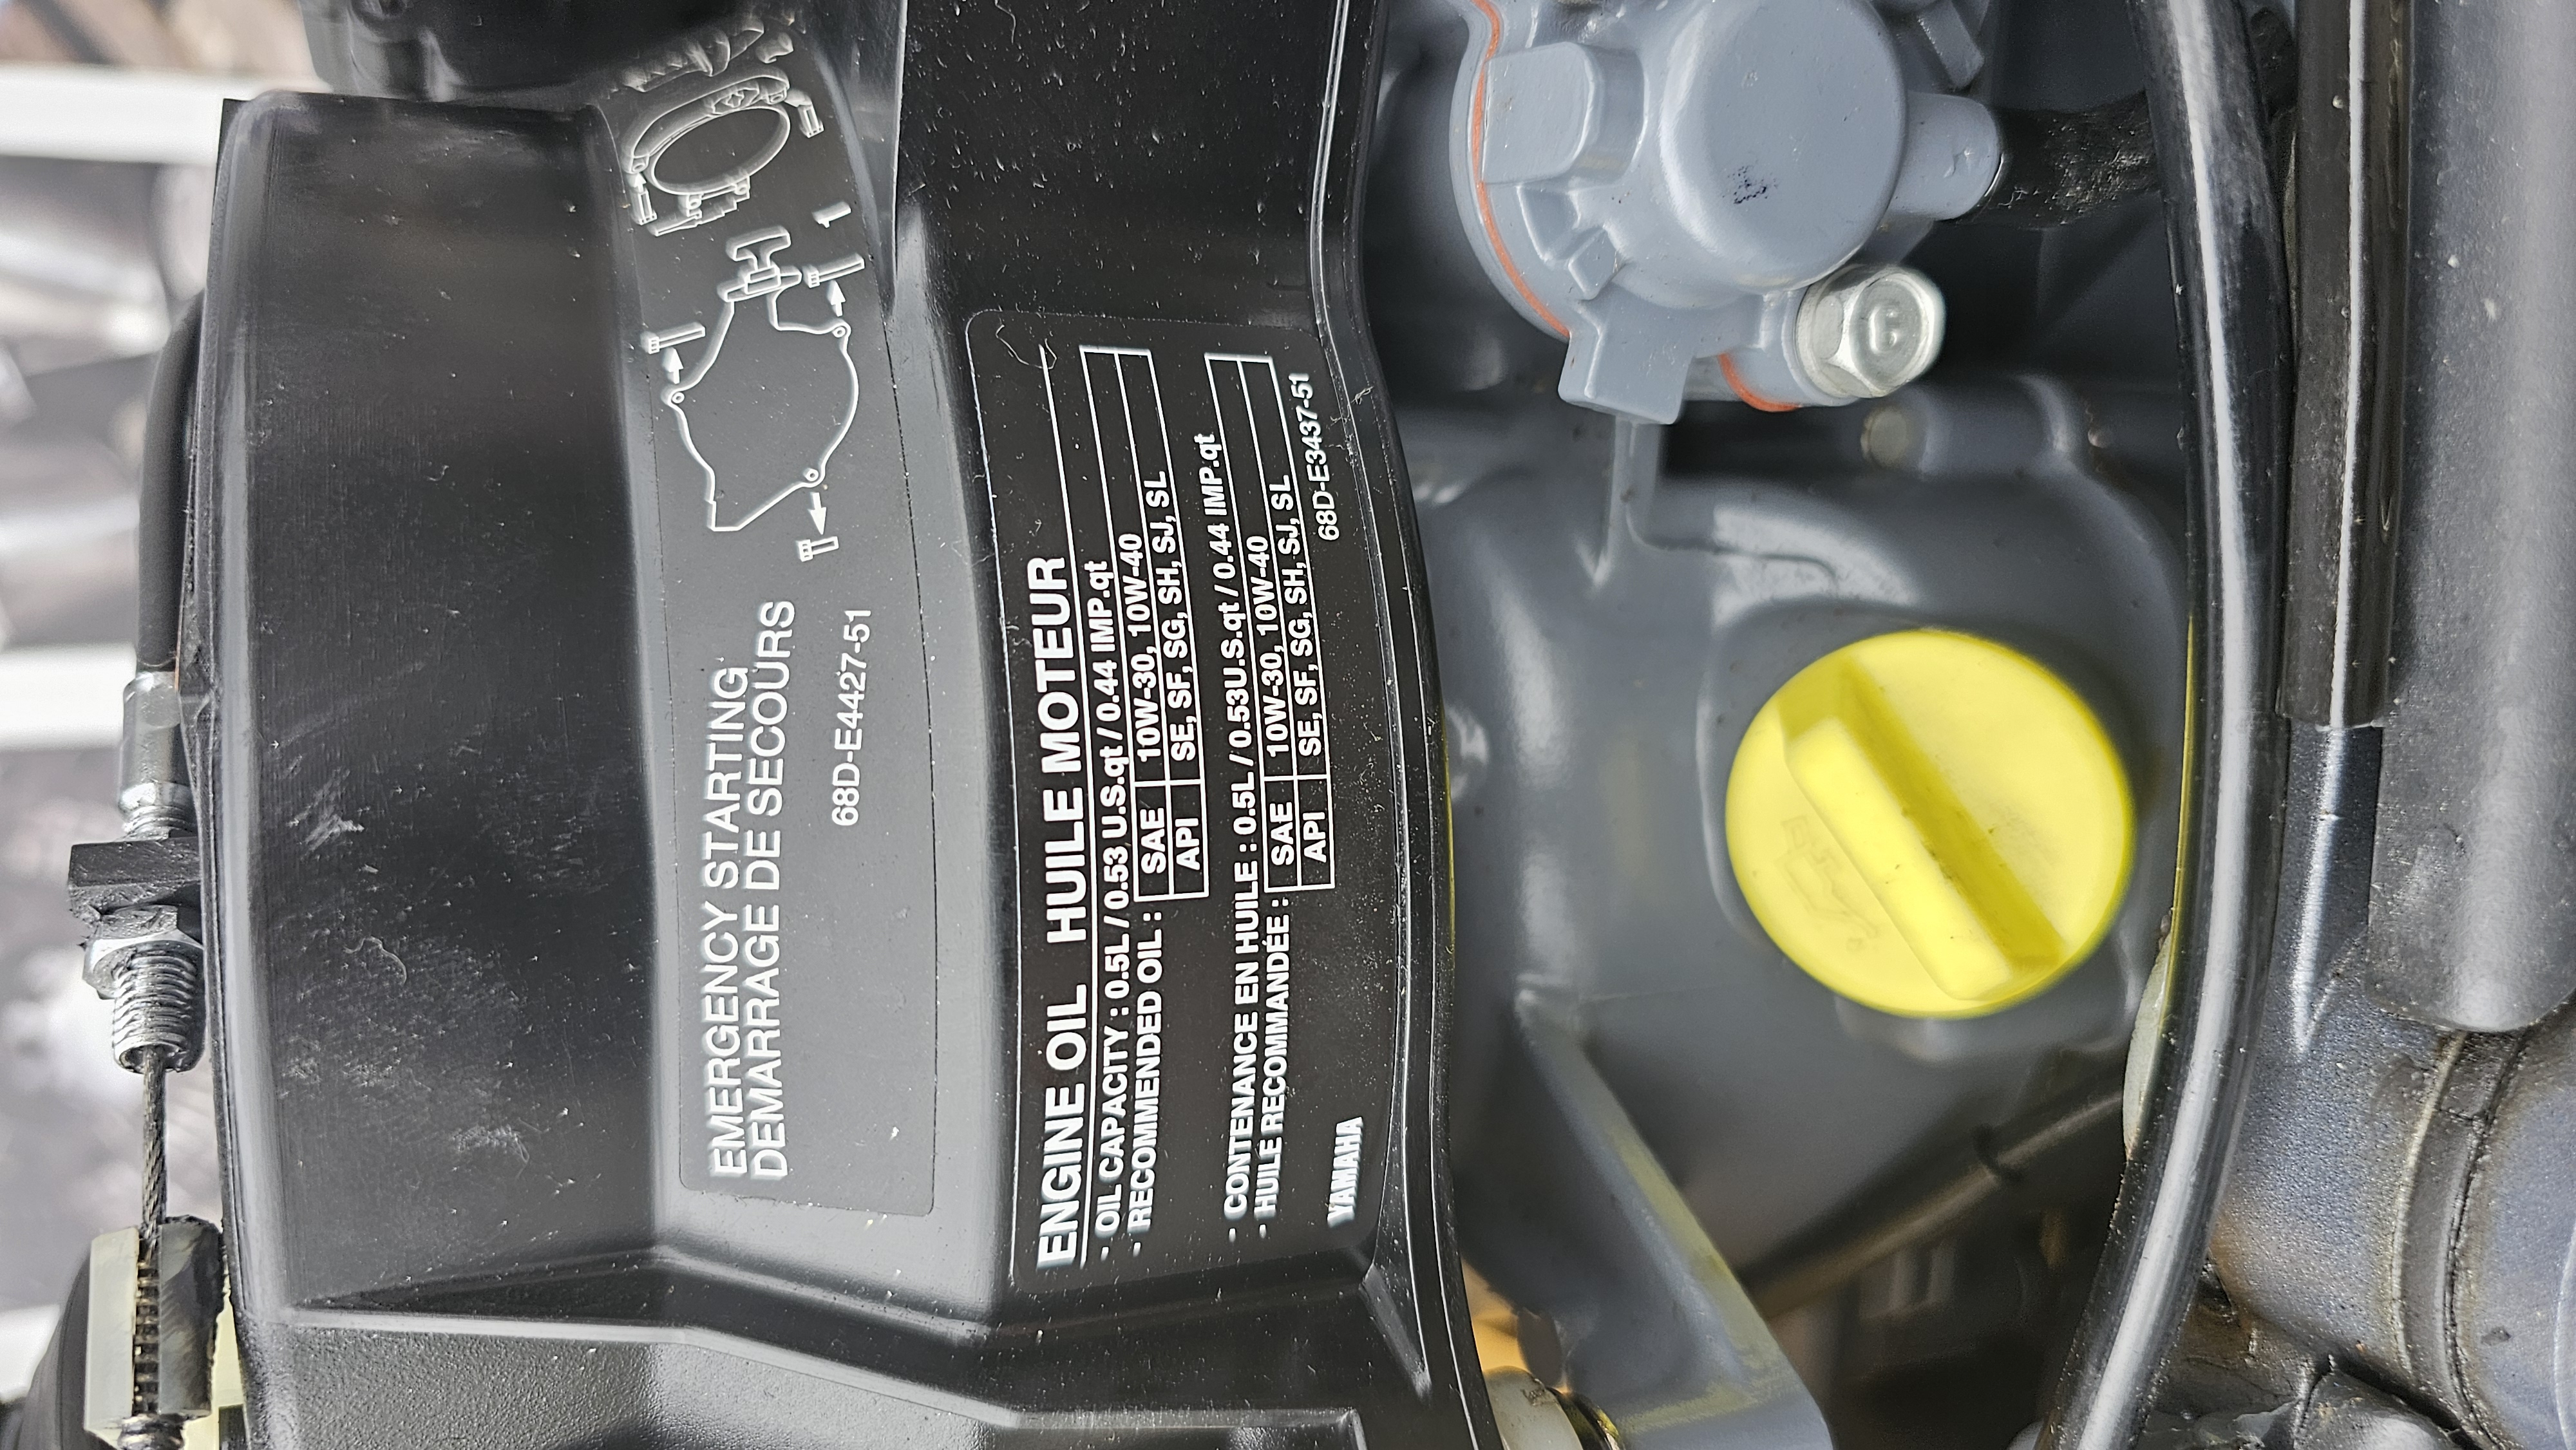 EMERGENCY STARTING
DEMARRAGE DE SECOURS
68D-E4427-51
1
ENGINE OIL HUILE MOTEUR
· OIL CAPACITY : 0.5L / 0.53 U.S.qt / 0.44 IMP.qt
· RECOMMENDED OIL :
SAE 10W-30, 10W-40
API SE, SF, SG, SH, SJ, SL
· CONTENANCE EN HUILE : 0.5L / 0.53U.S.qt / 0.44 IMP.qt
· HUILE RECOMMANDÉE :
SAE 10W-30, 10W-40
API SE, SF, SG, SH, SJ, SL
YAMAHA
68D-E3437-51